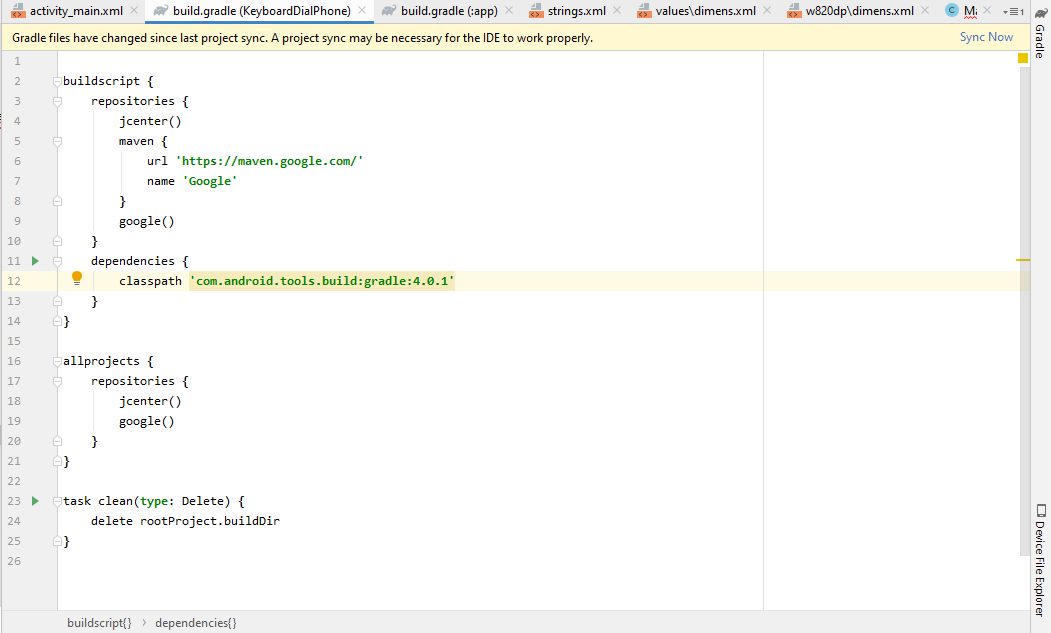 activity_main.xml build.gradle (KeyboardDialPhone) build.gradle (:app) strings.xml values\dimens.xml w820dp\dimens.xml C Ma 1
Gradle files have changed since last project sync. A project sync may be necessary for the IDE to work properly. Sync Now
1
2 buildscript {
3 repositories {
4 jcenter()
5 maven {
6 url 'https://maven.google.com/'
7 name 'Google'
8 }
9 google()
10 }
11 dependencies {
12 classpath 'com.android.tools.build:gradle:4.0.1'
13 }
14 }
15
16 allprojects {
17 repositories {
18 jcenter()
19 google()
20 }
21 }
22
23 task clean(type: Delete) {
24 delete rootProject.buildDir
25 }
26
buildscript{} › dependencies{}
Gradle
Device File Explorer